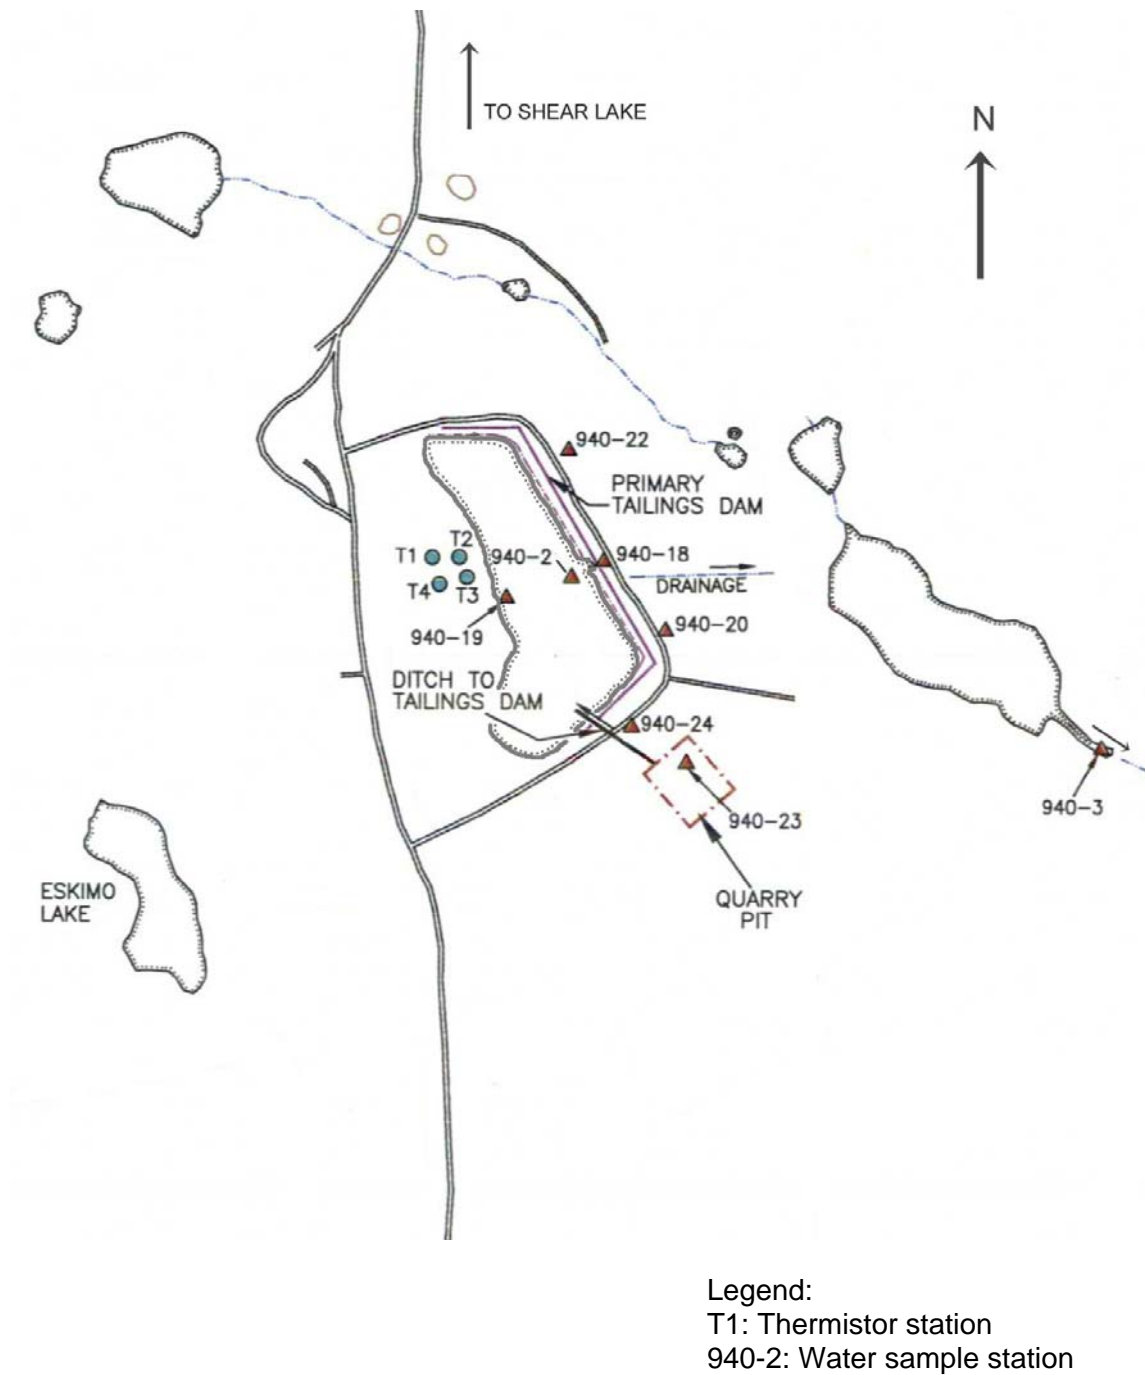 TO SHEAR LAKE
N
940-22
PRIMARY
TAILINGS DAM
T1
T2
940-2
940-18
T4
T3
DRAINAGE
940-19
940-20
DITCH TO
TAILINGS DAM
940-24
940-3
940-23
ESKIMO
LAKE
QUARRY
PIT
Legend:
T1: Thermistor station
940-2: Water sample station